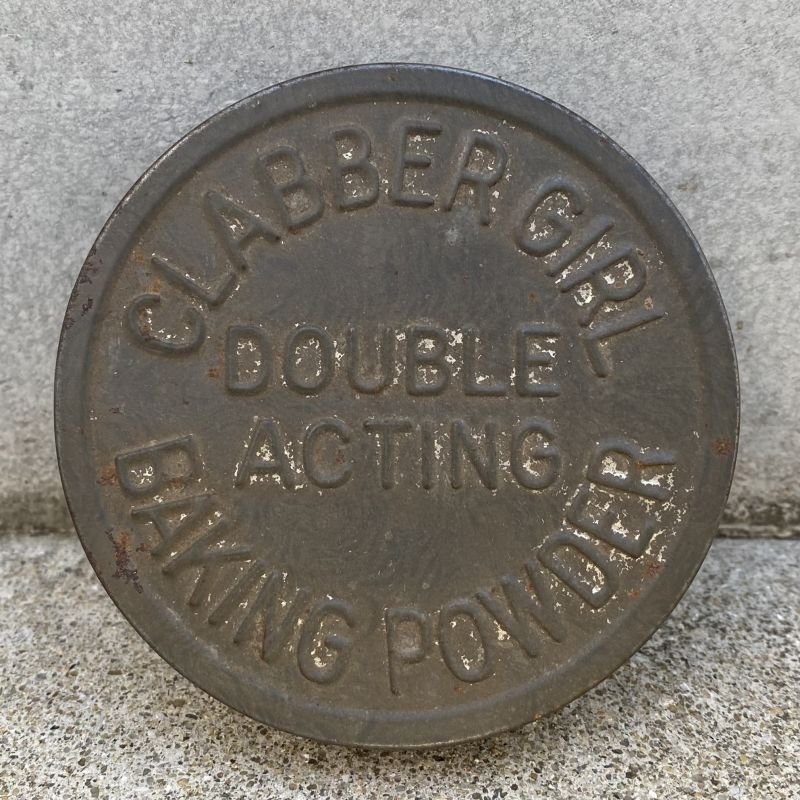 CLABBER GIRL
DOUBLE
ACTING
BAKING POWDER